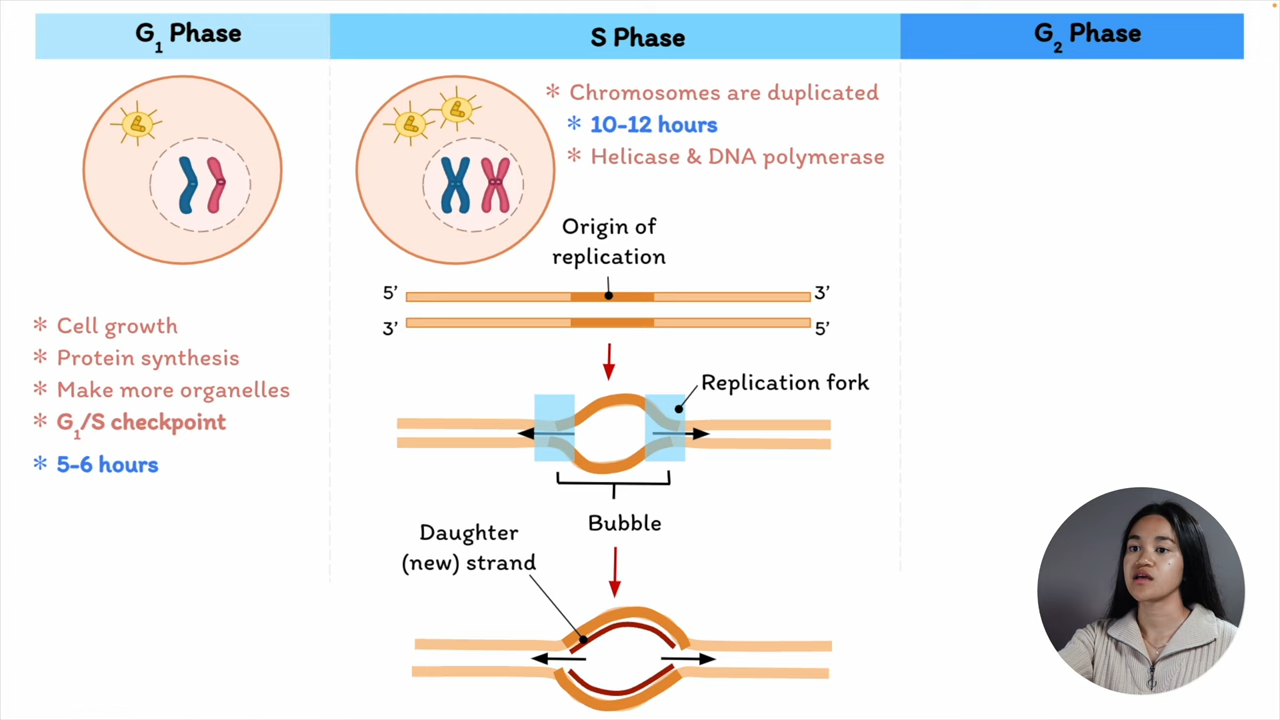 G₁ Phase
S Phase
G₂ Phase
* Cell growth
* Protein synthesis
* Make more organelles
* G₁/S checkpoint
* 5-6 hours
* Chromosomes are duplicated
* 10-12 hours
* Helicase & DNA polymerase
Origin of
replication
5’
3’
3’
5’
Replication fork
Bubble
Daughter
(new) strand